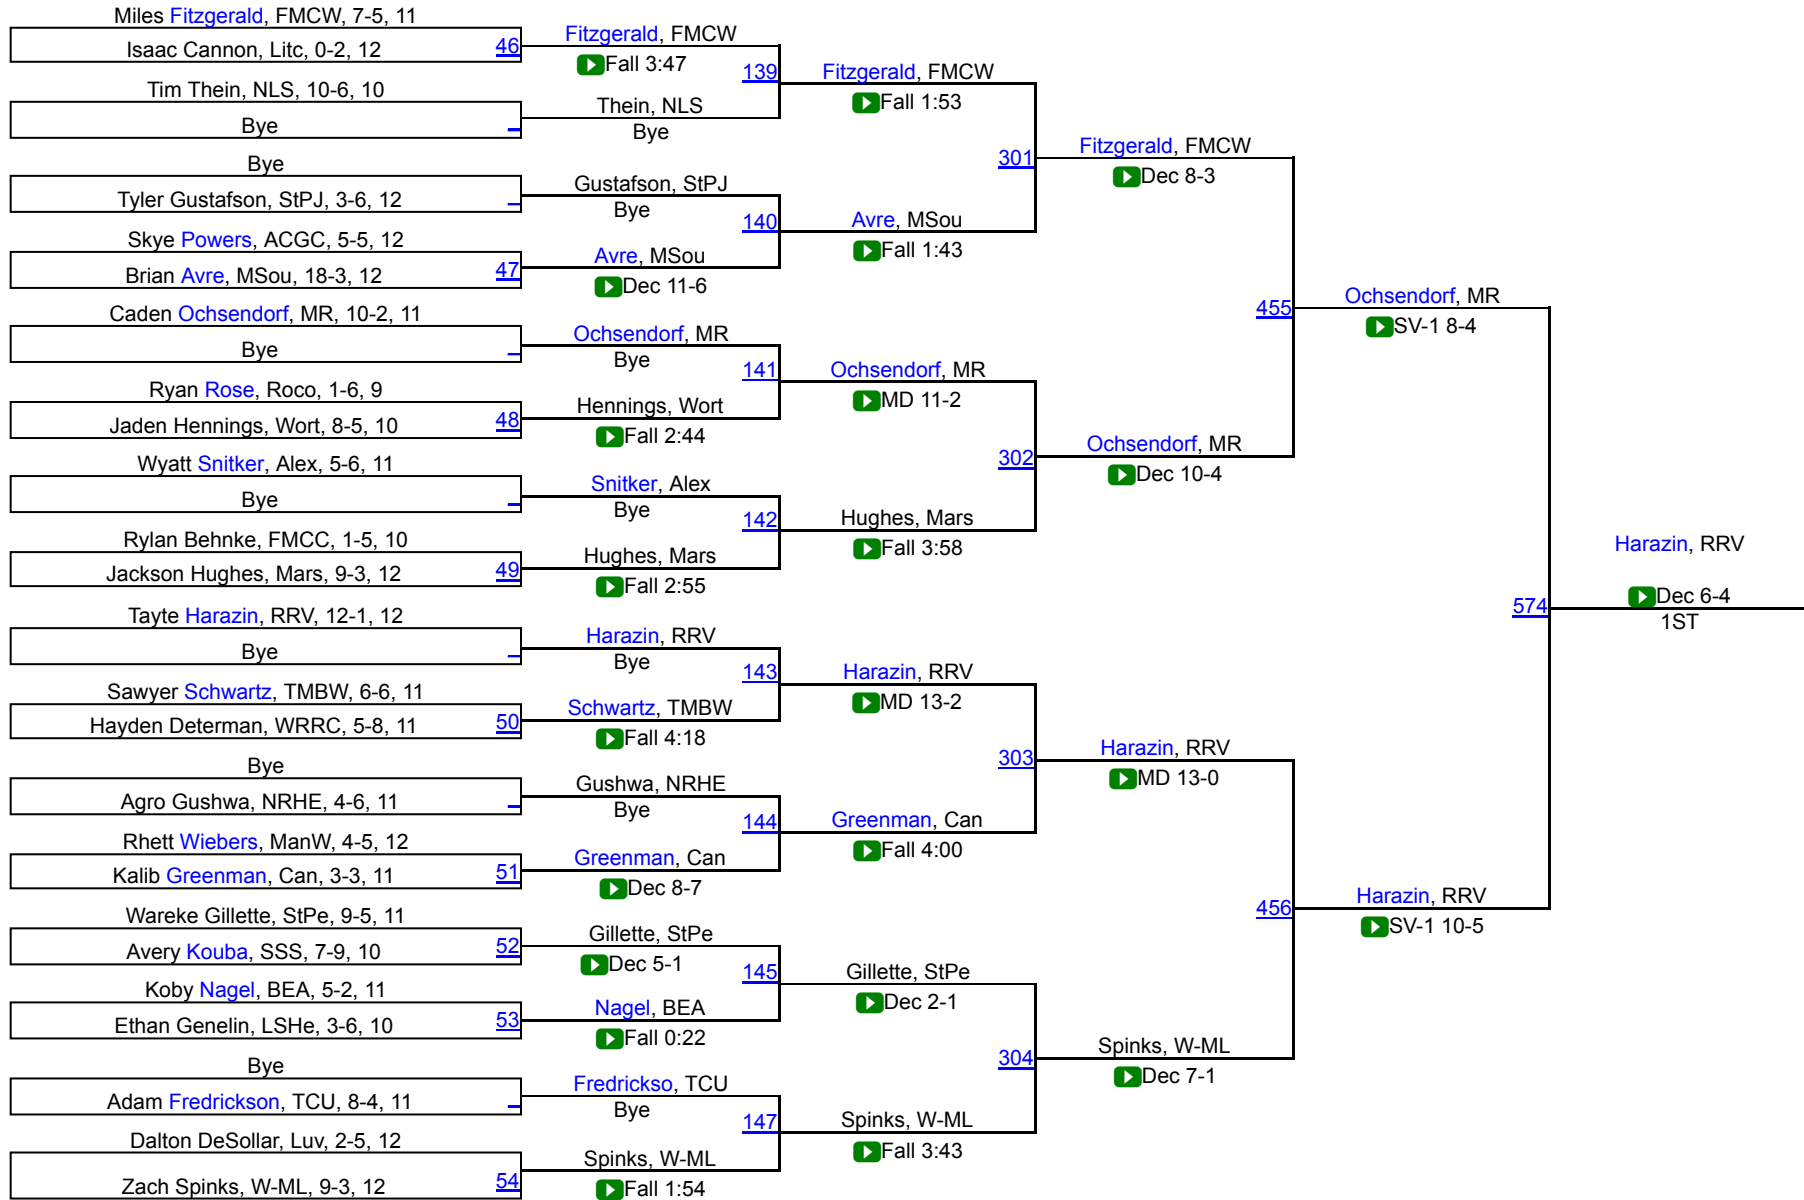 Miles Fitzgerald, FMCW, 7-5, 11
Isaac Cannon, Litc, 0-2, 12
46
Tim Thein, NLS, 10-6, 10
Bye
Bye
Tyler Gustafson, StPJ, 3-6, 12
Skye Powers, ACGC, 5-5, 12
Brian Avre, MSou, 18-3, 12
47
Caden Ochsendorf, MR, 10-2, 11
Bye
Ryan Rose, Roco, 1-6, 9
Jaden Hennings, Wort, 8-5, 10
48
Wyatt Snitker, Alex, 5-6, 11
Bye
Rylan Behnke, FMCC, 1-5, 10
Jackson Hughes, Mars, 9-3, 12
49
Tayte Harazin, RRV, 12-1, 12
Bye
Sawyer Schwartz, TMBW, 6-6, 11
Hayden Determan, WRRC, 5-8, 11
50
Bye
Agro Gushwa, NRHE, 4-6, 11
Rhett Wiebers, ManW, 4-5, 12
Kalib Greenman, Can, 3-3, 11
51
Wareke Gillette, StPe, 9-5, 11
Avery Kouba, SSS, 7-9, 10
52
Koby Nagel, BEA, 5-2, 11
Ethan Genelin, LSHe, 3-6, 10
53
Bye
Adam Fredrickson, TCU, 8-4, 11
Dalton DeSollar, Luv, 2-5, 12
Zach Spinks, W-ML, 9-3, 12
54
Fitzgerald, FMCW
Fall 3:47
139
Thein, NLS
Bye
Gustafson, StPJ
Bye
140
Avre, MSou
Dec 11-6
Ochsendorf, MR
Bye
141
Hennings, Wort
Fall 2:44
Snitker, Alex
Bye
142
Hughes, Mars
Fall 2:55
Harazin, RRV
Bye
143
Schwartz, TMBW
Fall 4:18
Gushwa, NRHE
Bye
144
Greenman, Can
Dec 8-7
Gillette, StPe
Dec 5-1
145
Nagel, BEA
Fall 0:22
Fredrickso, TCU
Bye
147
Spinks, W-ML
Fall 1:54
Fitzgerald, FMCW
Fall 1:53
301
Avre, MSou
Fall 1:43
Ochsendorf, MR
MD 11-2
302
Hughes, Mars
Fall 3:58
Harazin, RRV
MD 13-2
303
Greenman, Can
Fall 4:00
Gillette, StPe
Dec 2-1
304
Spinks, W-ML
Fall 3:43
Fitzgerald, FMCW
Dec 8-3
455
Ochsendorf, MR
Dec 10-4
Harazin, RRV
MD 13-0
456
Spinks, W-ML
Dec 7-1
Ochsendorf, MR
SV-1 8-4
574
Harazin, RRV
SV-1 10-5
Harazin, RRV
Dec 6-4
1ST